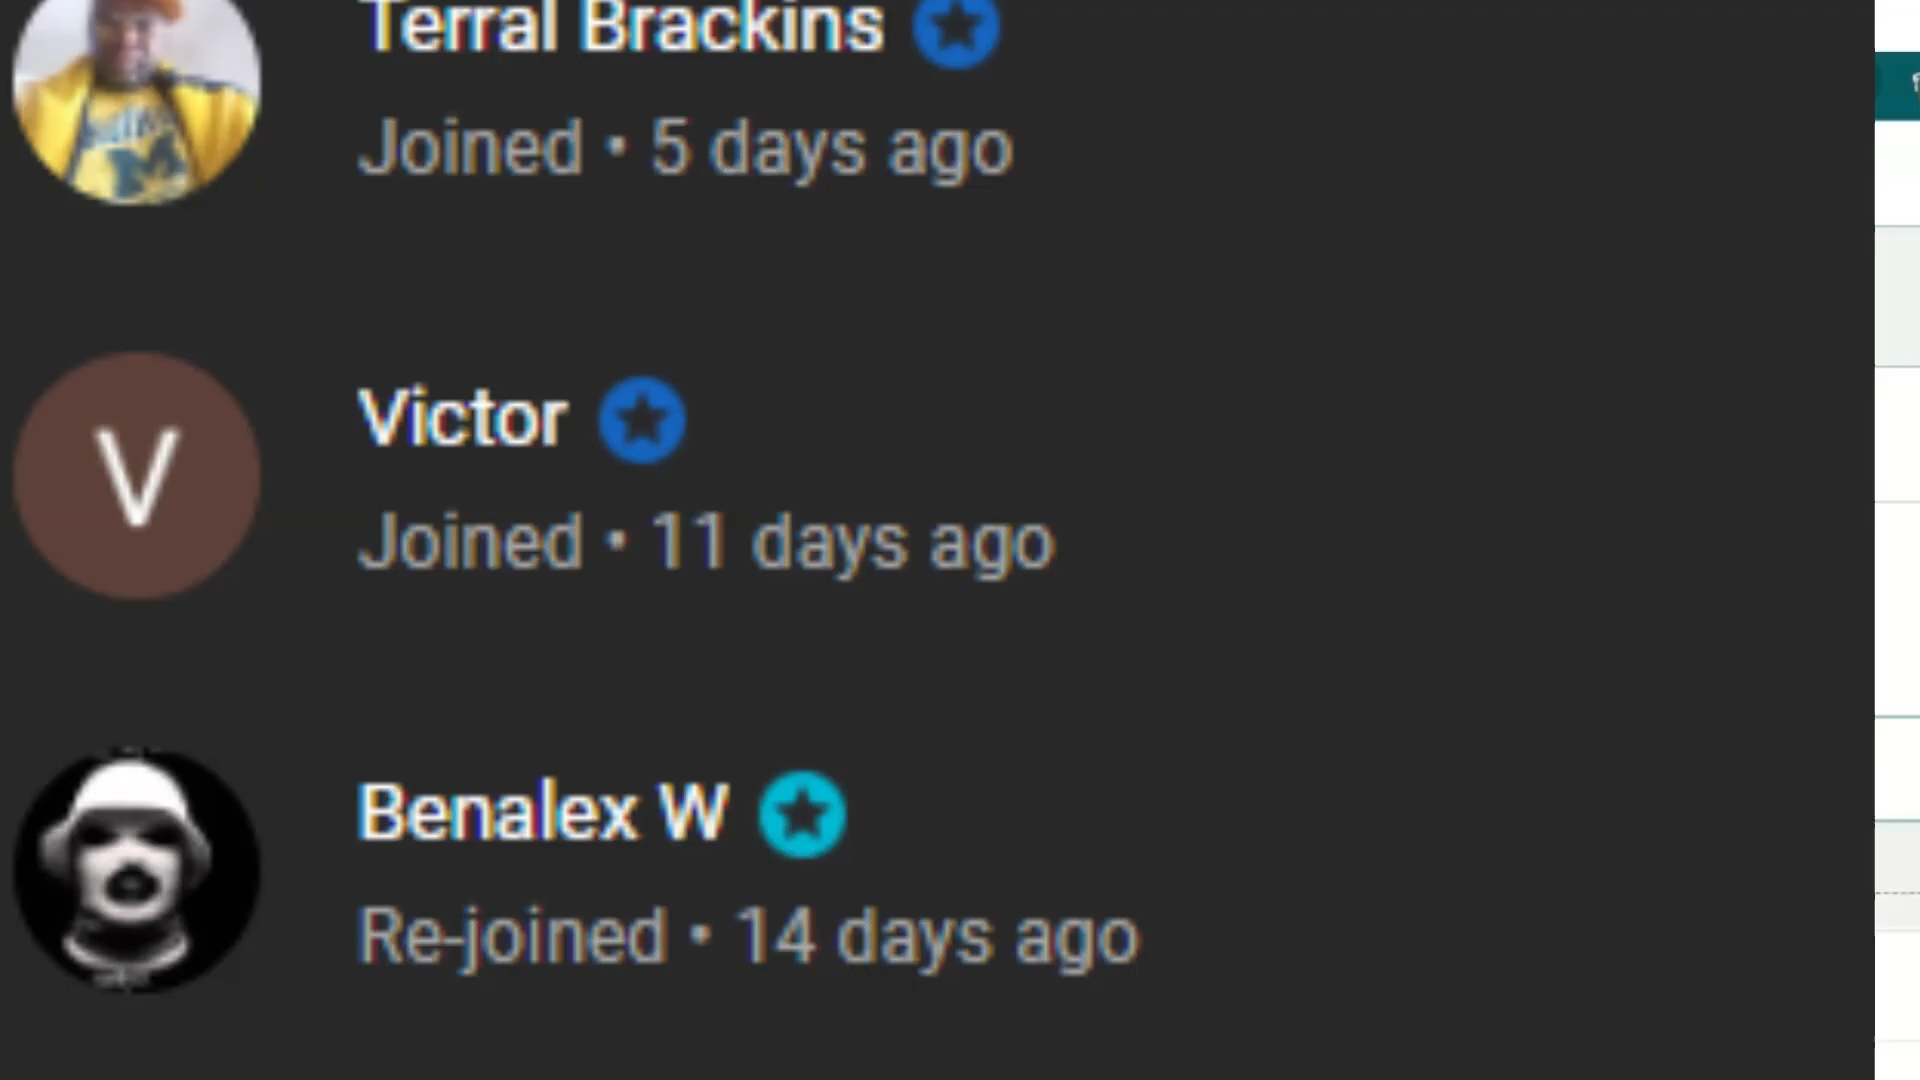 Terral Brackins
Joined • 5 days ago
V
Victor
Joined • 11 days ago
Benalex W
Re-joined • 14 days ago